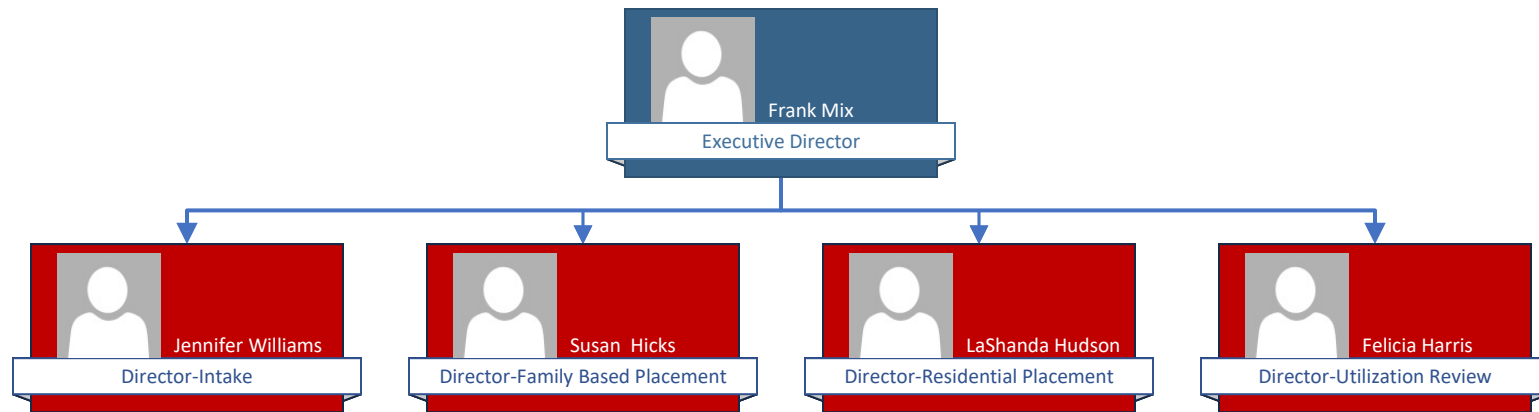 Frank Mix
Executive Director
Jennifer Williams
Director-Intake
Susan  Hicks
Director-Family Based Placement
LaShanda Hudson
Director-Residential Placement
Felicia Harris
Director-Utilization Review